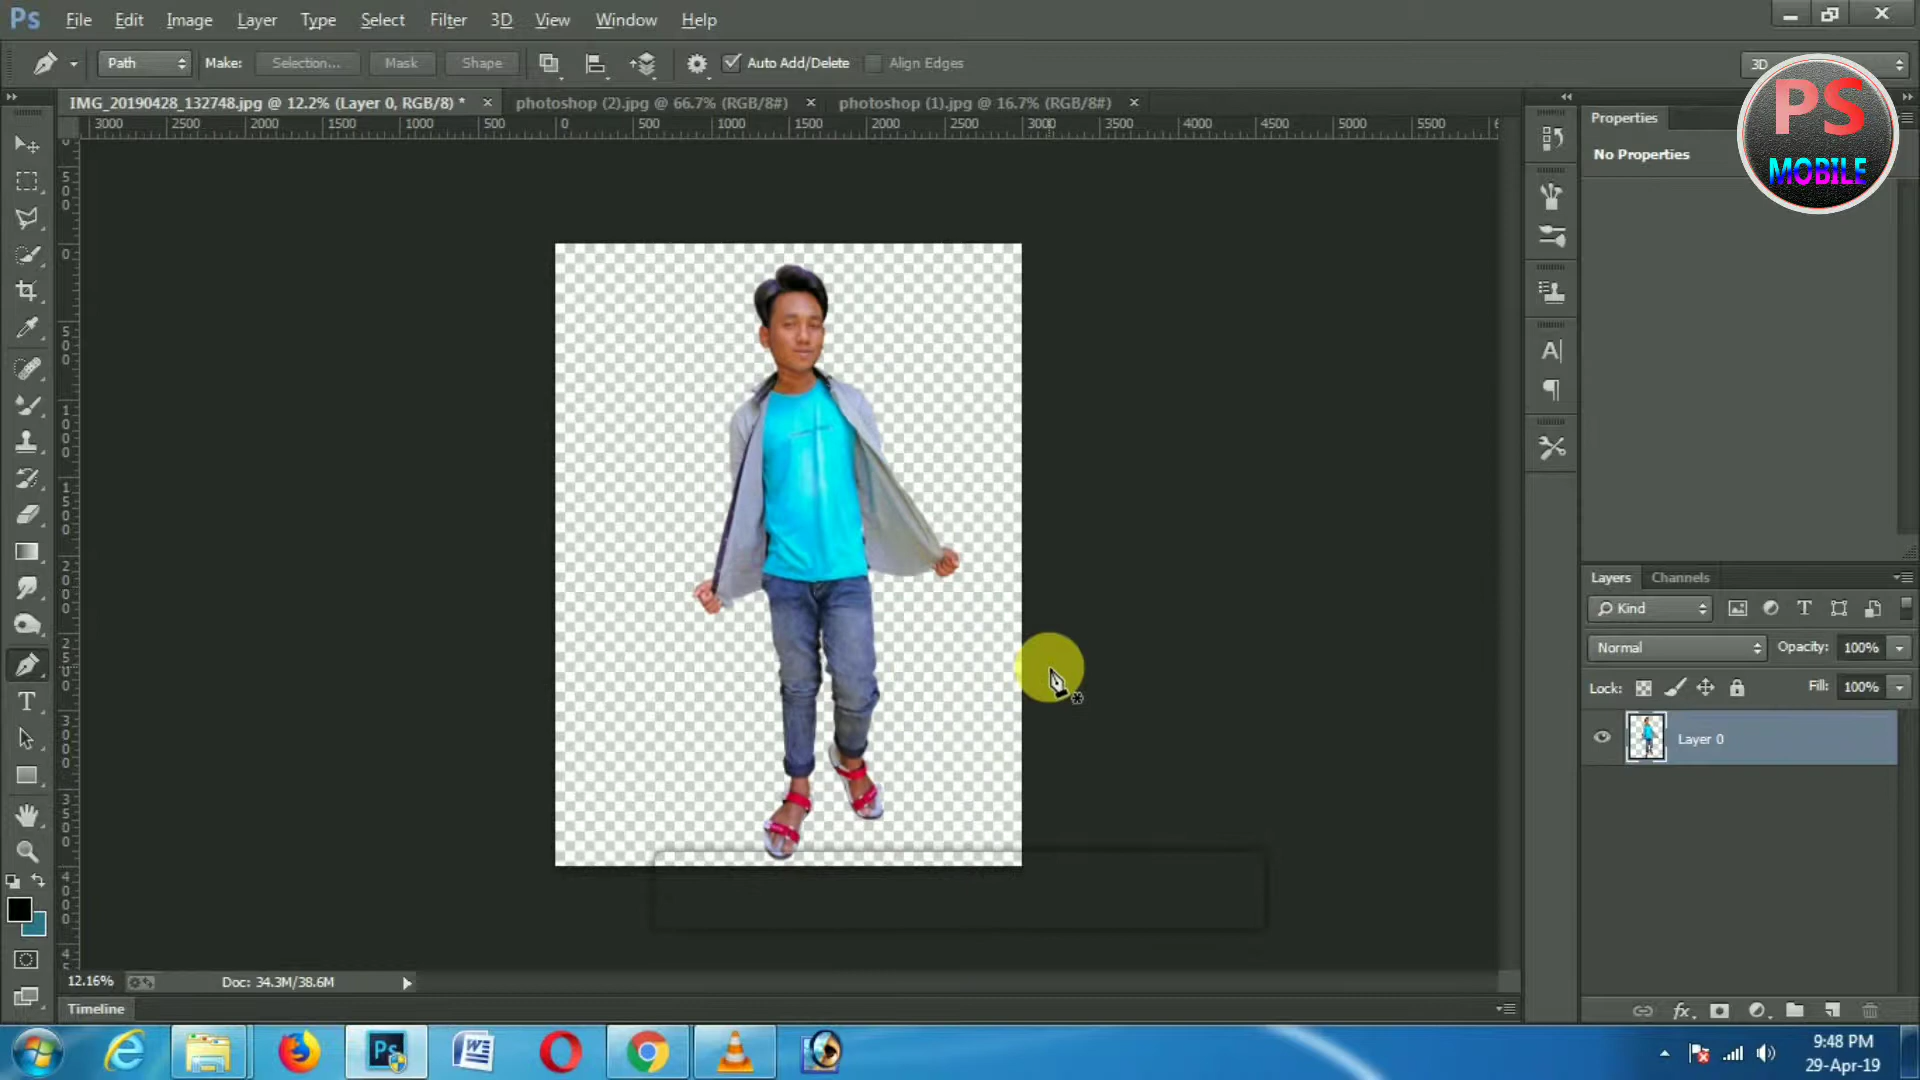 Ps File Edit Image Layer Type Select Filter 3D View Window Help
Path Make: Selection... Mask Shape Auto Add/Delete Align Edges 3D
IMG_20190428_132748.jpg @ 12.2% (Layer 0, RGB/8) * photoshop (2).jpg @ 66.7% (RGB/8#) photoshop (1).jpg @ 16.7% (RGB/8#)
3000 2500 2000 1500 1000 500 0 500 1000 1500 2000 2500 3000 3500 4000 4500 5000 5500
PS
MOBILE
Properties
No Properties
Layers Channels
Kind
Normal Opacity: 100%
Lock: Fill: 100%
Layer 0
12.16% Doc: 34.3M/38.6M
Timeline
9:48 PM
29-Apr-19